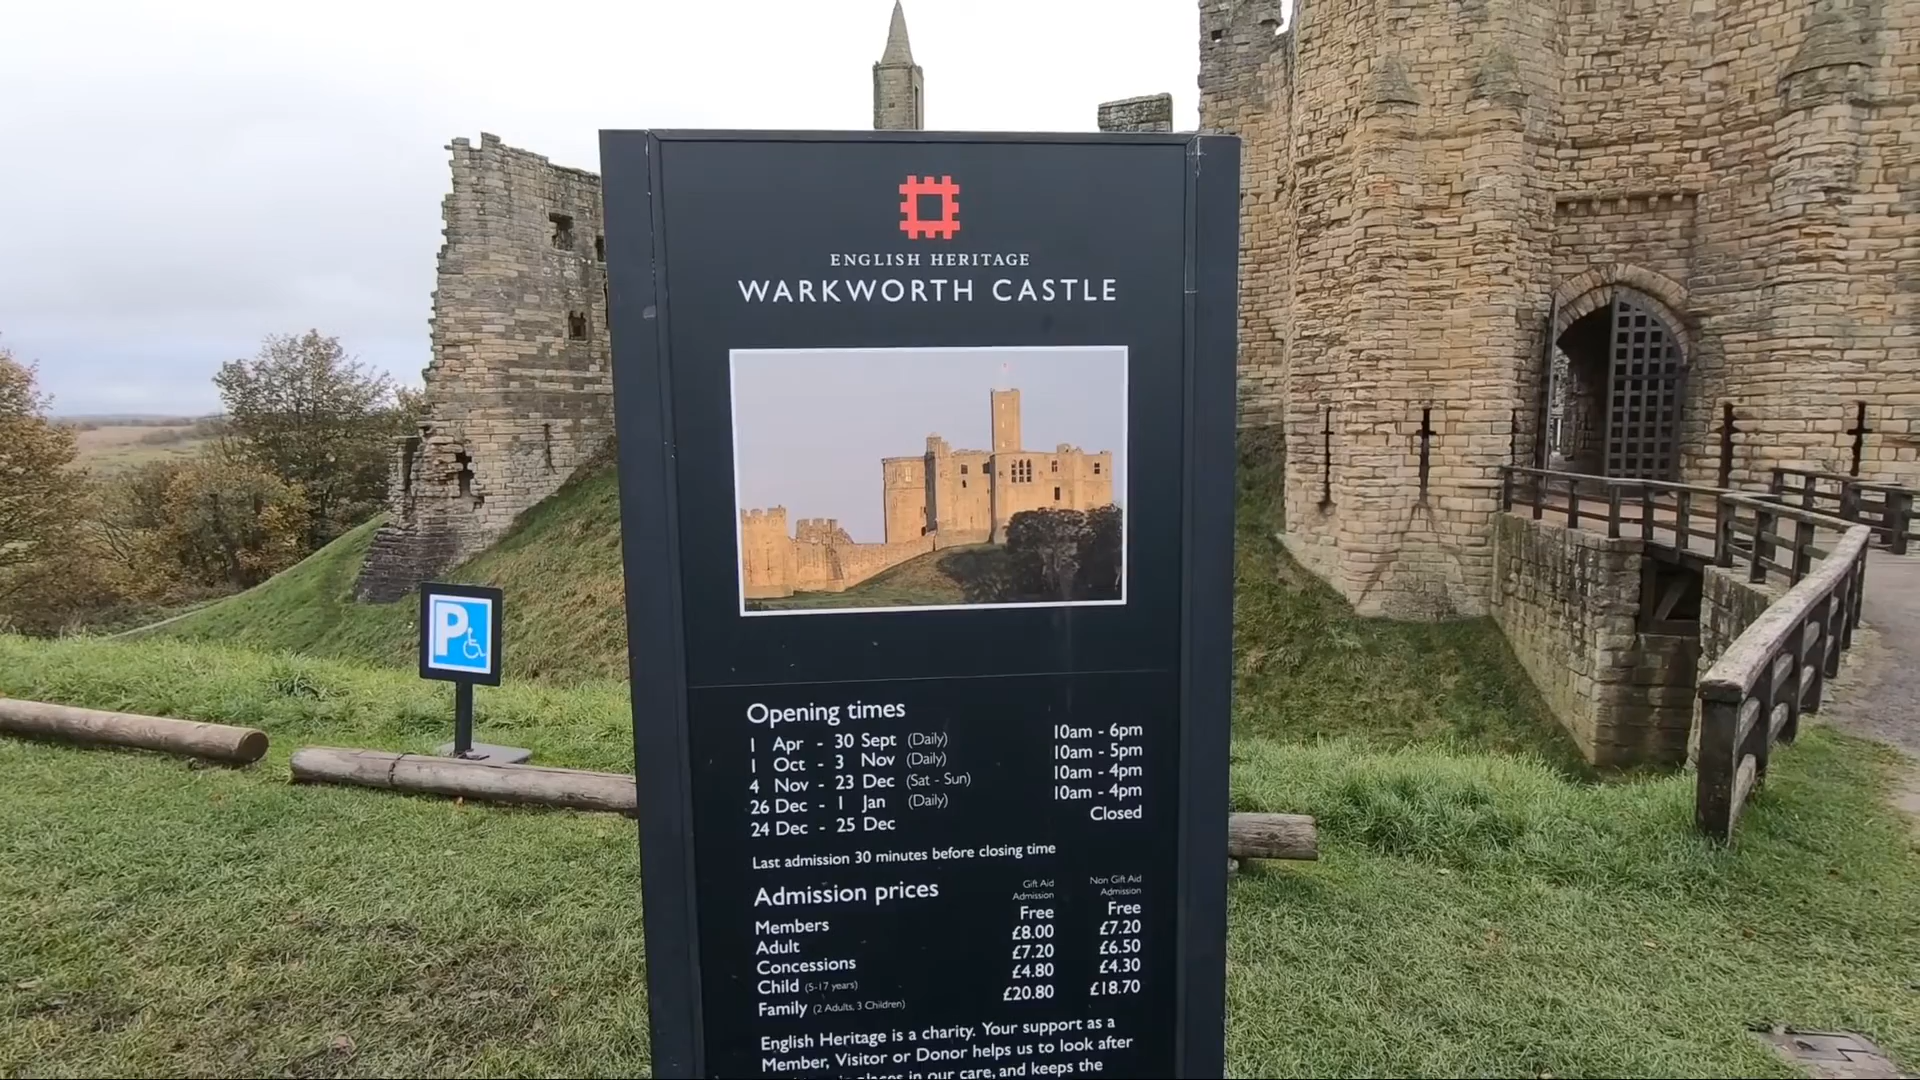 ENGLISH HERITAGE
WARKWORTH CASTLE
P
Opening times
1 Apr - 30 Sept (Daily) 10am - 6pm
1 Oct - 3 Nov (Daily) 10am - 5pm
4 Nov - 23 Dec (Sat - Sun) 10am - 4pm
26 Dec - 1 Jan (Daily) 10am - 4pm
24 Dec - 25 Dec Closed
Last admission 30 minutes before closing time
Admission prices Gift Aid Admission Non Gift Aid Admission
Members Free Free
Adult £8.00 £7.20
Concessions £7.20 £6.50
Child (5-17 years) £4.80 £4.30
Family (2 Adults, 3 Children) £20.80 £18.70
English Heritage is a charity. Your support as a
Member, Visitor or Donor helps us to look after
places in our care, and keeps the